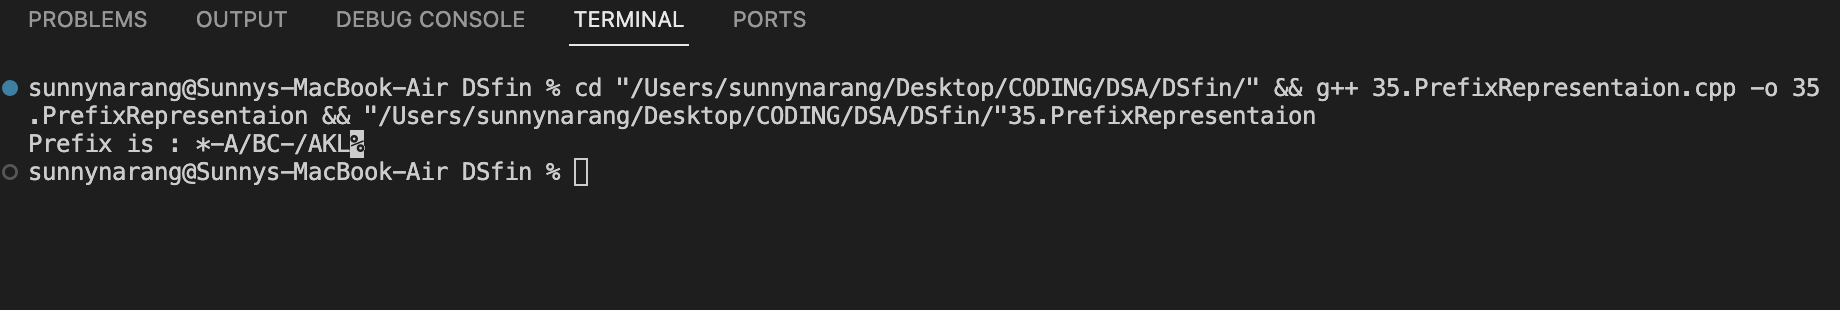 PROBLEMS OUTPUT DEBUG CONSOLE TERMINAL PORTS
sunnynarang@Sunnys-MacBook-Air DSfin % cd "/Users/sunnynarang/Desktop/CODING/DSA/DSfin/" && g++ 35.PrefixRepresentaion.cpp -o 35
.PrefixRepresentaion && "/Users/sunnynarang/Desktop/CODING/DSA/DSfin/"35.PrefixRepresentaion
Prefix is : *-A/BC-/AKL%
sunnynarang@Sunnys-MacBook-Air DSfin %